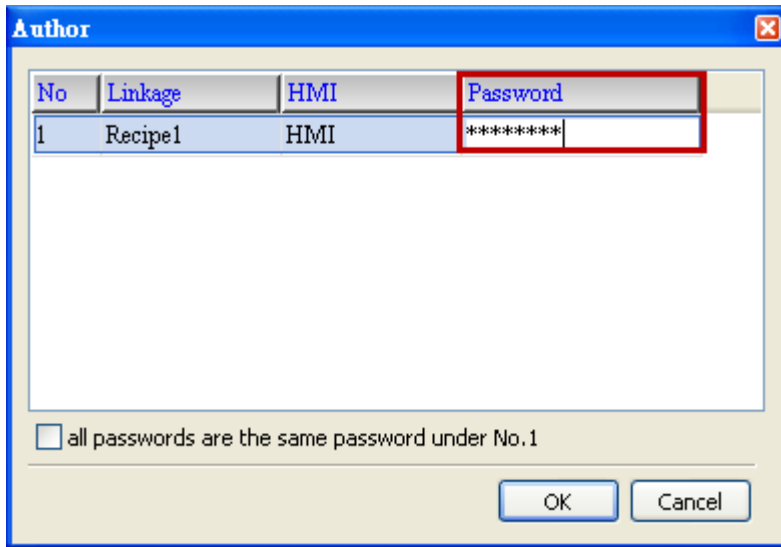 Author
No Linkage HMI Password
1 Recipe1 HMI ********
all passwords are the same password under No.1
OK Cancel